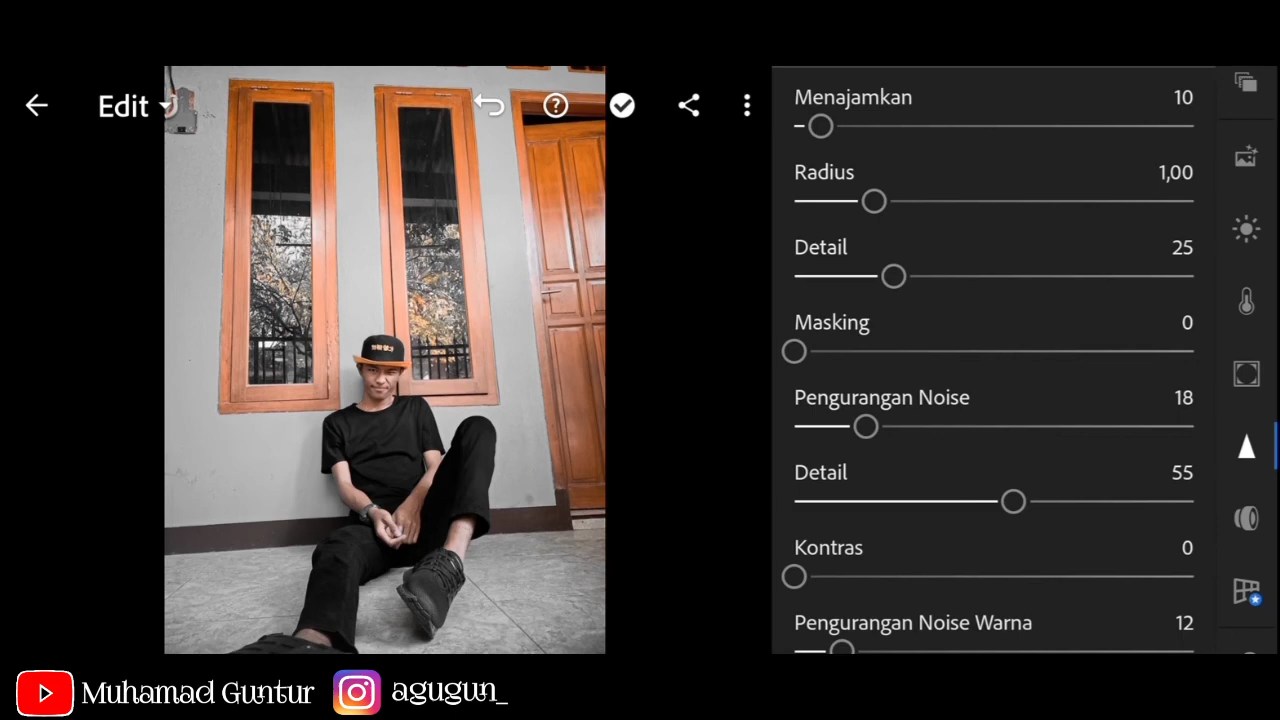 Edit
Menajamkan 10
Radius 1,00
Detail 25
Masking 0
Pengurangan Noise 18
Detail 55
Kontras 0
Pengurangan Noise Warna 12
Muhamad Guntur
agugun_